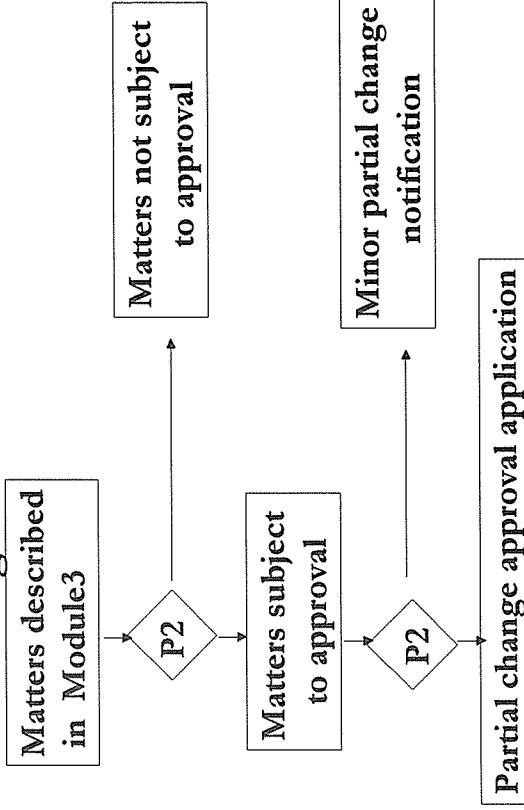 Matters described
in Module3
P2
Matters not subject
to approval
Matters subject
to approval
P2
Minor partial change
notification
Partial change approval application